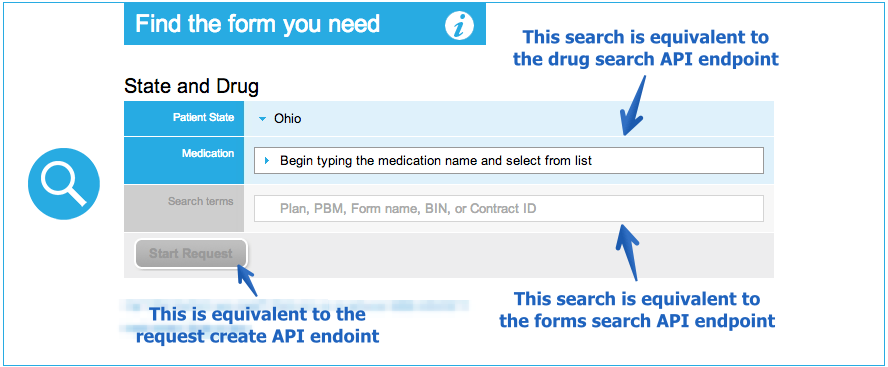 Find the form you need
i
This search is equivalent to
the drug search API endpoint
State and Drug
Patient State
Ohio
Medication
Begin typing the medication name and select from list
Search terms
Plan, PBM, Form name, BIN, or Contract ID
Start Request
This search is equivalent to
the forms search API endpoint
This is equivalent to the
request create API endoint